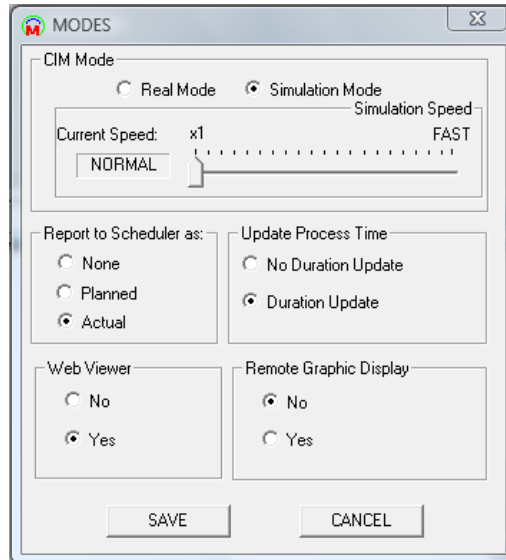 MODES
CIM Mode
Real Mode Simulation Mode
Simulation Speed
Current Speed: x1 FAST
NORMAL
Report to Scheduler as:
None
Planned
Actual
Update Process Time
No Duration Update
Duration Update
Web Viewer
No
Yes
Remote Graphic Display
No
Yes
SAVE CANCEL